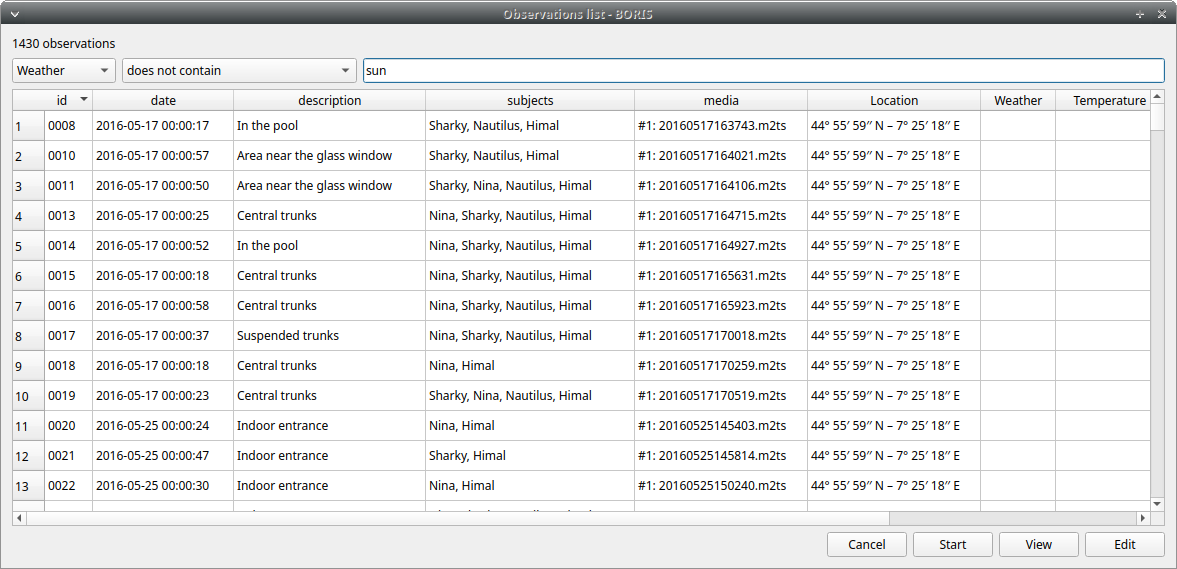 Observations list - BORIS
1430 observations
Weather does not contain sun
id date description subjects media Location Weather Temperature
1 0008 2016-05-17 00:00:17 In the pool Sharky, Nautilus, Himal #1: 20160517163743.m2ts 44° 55′ 59′′ N – 7° 25′ 18′′ E
2 0010 2016-05-17 00:00:57 Area near the glass window Sharky, Nautilus, Himal #1: 20160517164021.m2ts 44° 55′ 59′′ N – 7° 25′ 18′′ E
3 0011 2016-05-17 00:00:50 Area near the glass window Sharky, Nina, Nautilus, Himal #1: 20160517164106.m2ts 44° 55′ 59′′ N – 7° 25′ 18′′ E
4 0013 2016-05-17 00:00:25 Central trunks Nina, Sharky, Nautilus, Himal #1: 20160517164715.m2ts 44° 55′ 59′′ N – 7° 25′ 18′′ E
5 0014 2016-05-17 00:00:52 In the pool Nina, Sharky, Nautilus, Himal #1: 20160517164927.m2ts 44° 55′ 59′′ N – 7° 25′ 18′′ E
6 0015 2016-05-17 00:00:18 Central trunks Nina, Sharky, Nautilus, Himal #1: 20160517165631.m2ts 44° 55′ 59′′ N – 7° 25′ 18′′ E
7 0016 2016-05-17 00:00:58 Central trunks Nina, Sharky, Nautilus, Himal #1: 20160517165923.m2ts 44° 55′ 59′′ N – 7° 25′ 18′′ E
8 0017 2016-05-17 00:00:37 Suspended trunks Nina, Sharky, Nautilus, Himal #1: 20160517170018.m2ts 44° 55′ 59′′ N – 7° 25′ 18′′ E
9 0018 2016-05-17 00:00:18 Central trunks Nina, Himal #1: 20160517170259.m2ts 44° 55′ 59′′ N – 7° 25′ 18′′ E
10 0019 2016-05-17 00:00:23 Central trunks Sharky, Nina, Nautilus, Himal #1: 20160517170519.m2ts 44° 55′ 59′′ N – 7° 25′ 18′′ E
11 0020 2016-05-25 00:00:24 Indoor entrance Nina, Himal #1: 20160525145403.m2ts 44° 55′ 59′′ N – 7° 25′ 18′′ E
12 0021 2016-05-25 00:00:47 Indoor entrance Sharky, Himal #1: 20160525145814.m2ts 44° 55′ 59′′ N – 7° 25′ 18′′ E
13 0022 2016-05-25 00:00:30 Indoor entrance Nina, Himal #1: 20160525150240.m2ts 44° 55′ 59′′ N – 7° 25′ 18′′ E
Cancel Start View Edit